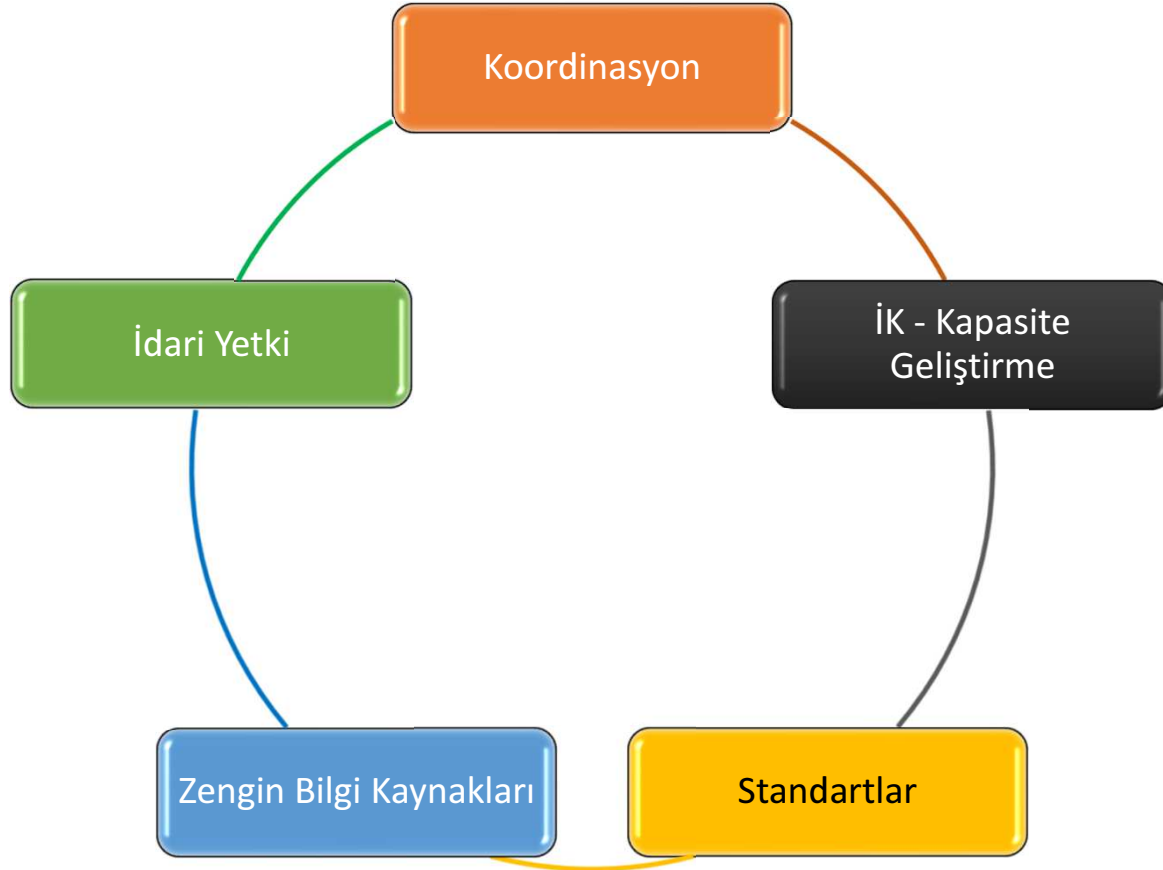 Koordinasyon
İdari Yetki
İK - Kapasite
Geliştirme
Zengin Bilgi Kaynakları
Standartlar